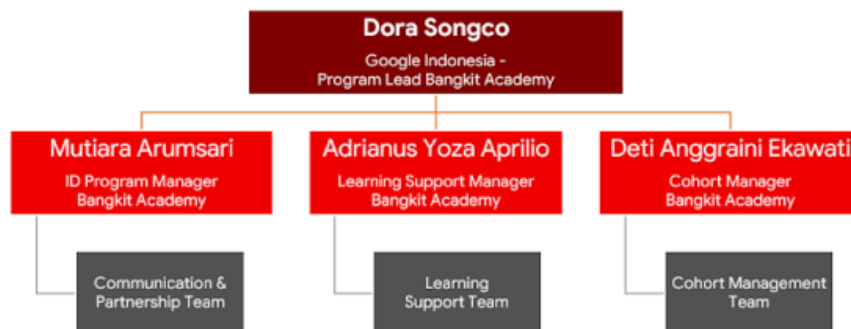 Dora Songco
Google Indonesia -
Program Lead Bangkit Academy
Mutiara Arumsari
ID Program Manager
Bangkit Academy
Adrianus Yoza Aprilio
Learning Support Manager
Bangkit Academy
Deti Anggraini Ekawati
Cohort Manager
Bangkit Academy
Communication &
Partnership Team
Learning
Support Team
Cohort Management
Team